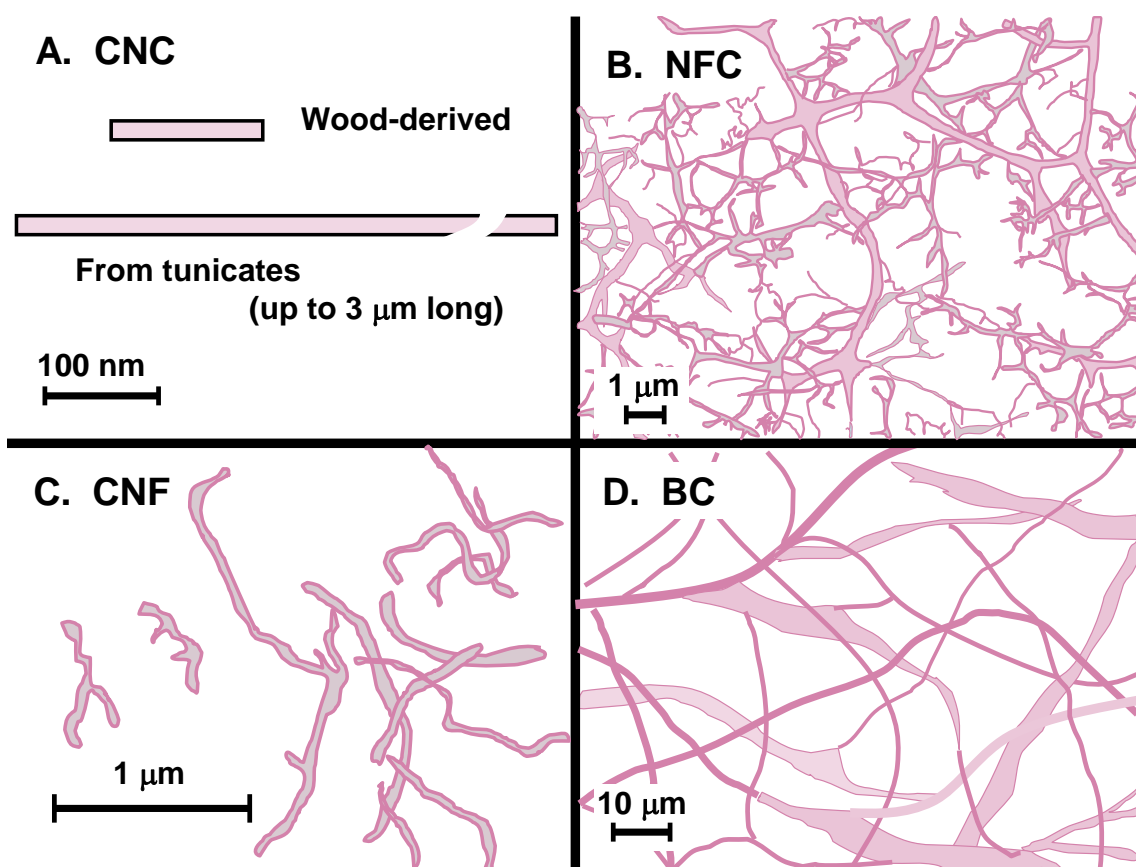 A. CNC
Wood-derived
From tunicates
(up to 3 μm long)
100 nm
B. NFC
1 μm
C. CNF
1 μm
D. BC
10 μm